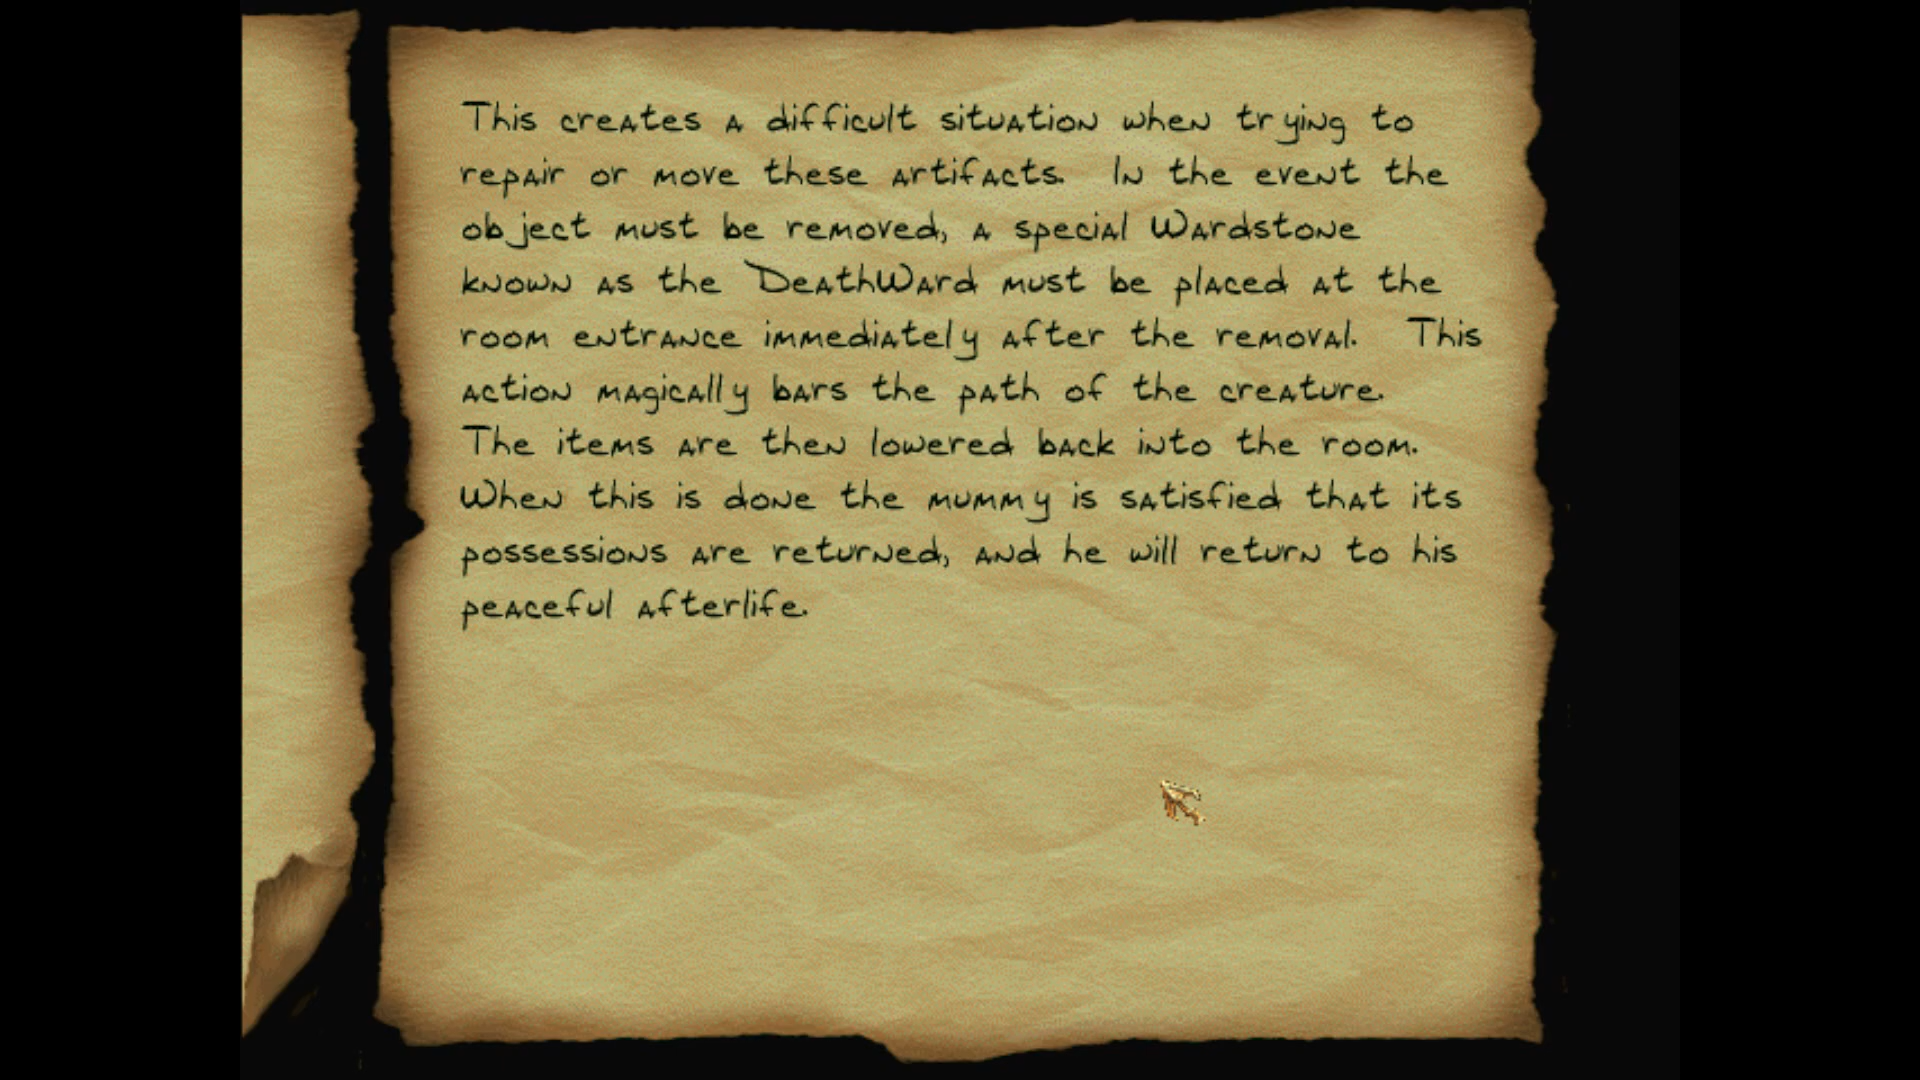 This creates a difficult situation when trying to
repair or move these artifacts. In the event the
object must be removed, a special Wardstone
known as the DeathWard must be placed at the
room entrance immediately after the removal. This
action magically bars the path of the creature.
The items are then lowered back into the room.
When this is done the mummy is satisfied that its
possessions are returned, and he will return to his
peaceful afterlife.